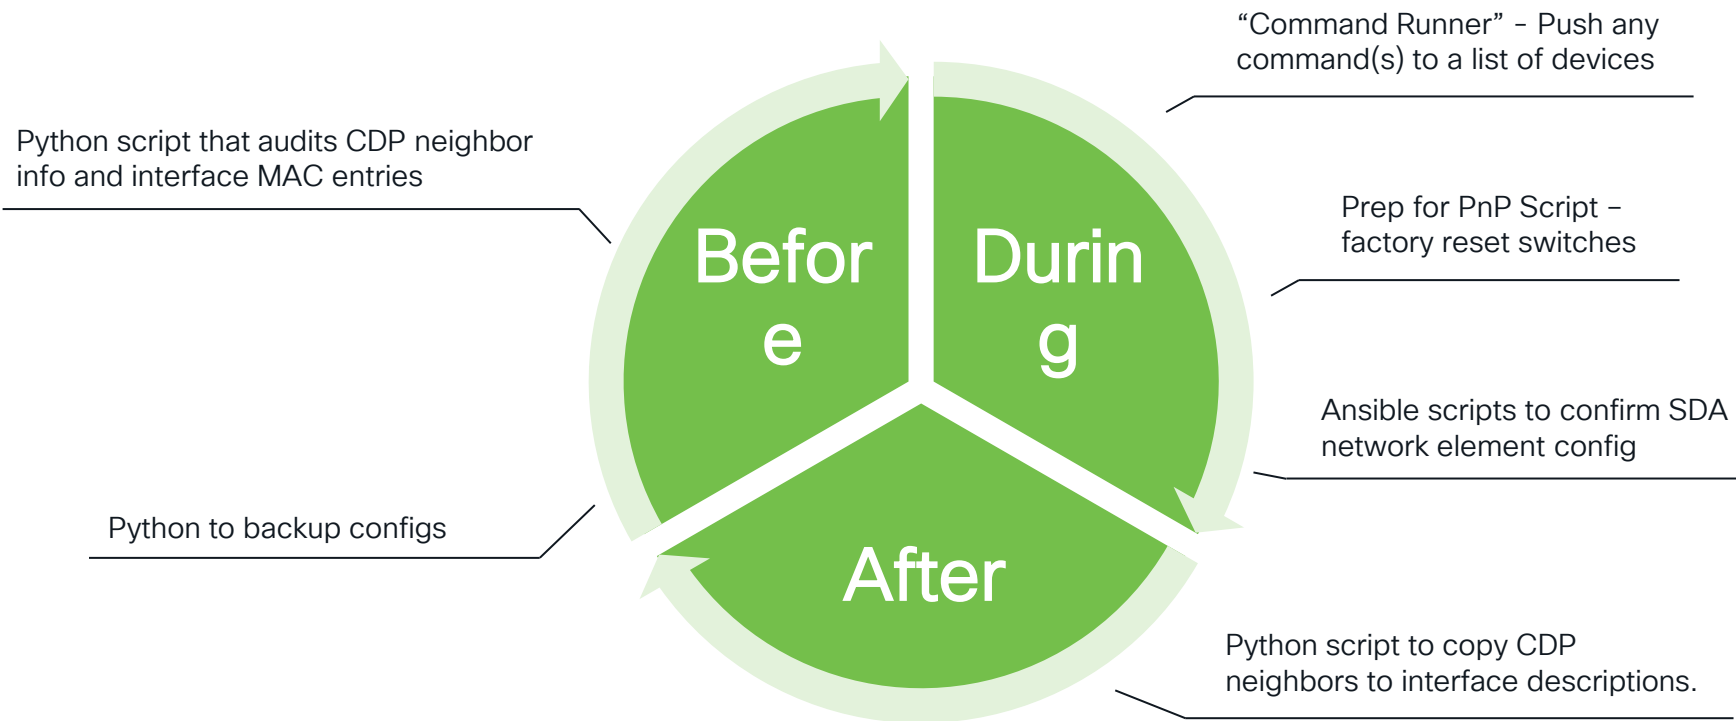 “Command Runner” – Push any
command(s) to a list of devices
Python script that audits CDP neighbor
info and interface MAC entries
Prep for PnP Script –
factory reset switches
Befor
e
Durin
g
Ansible scripts to confirm SDA
network element config
Python to backup configs
After
Python script to copy CDP
neighbors to interface descriptions.